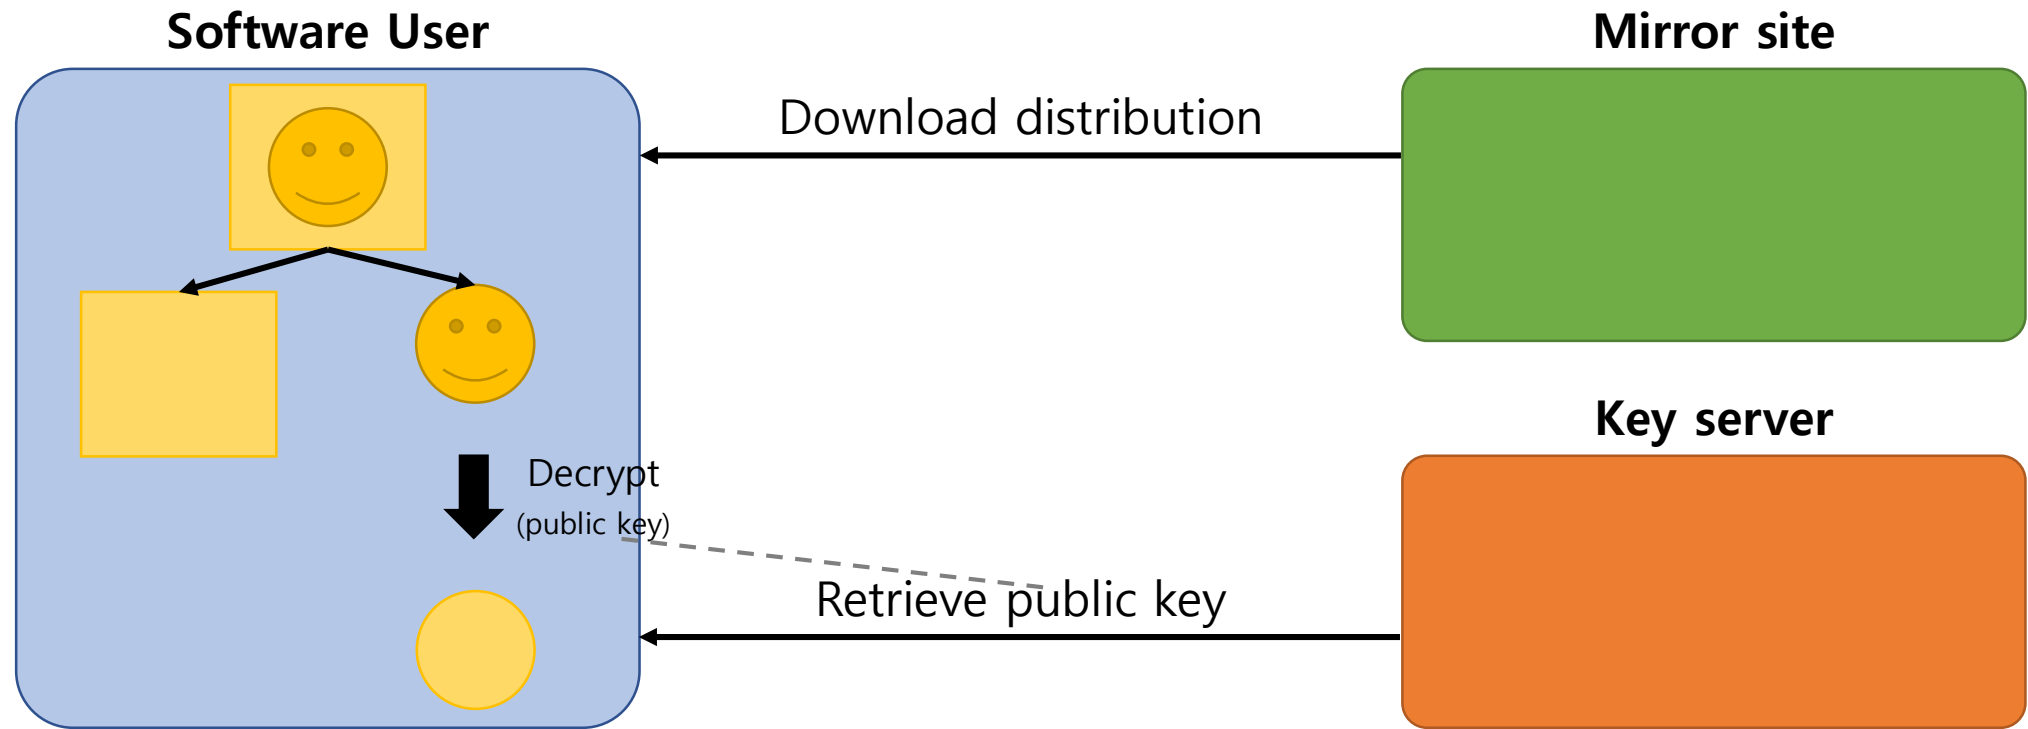 Software User
Mirror site
Download distribution
Key server
Decrypt
(public key)
Retrieve public key